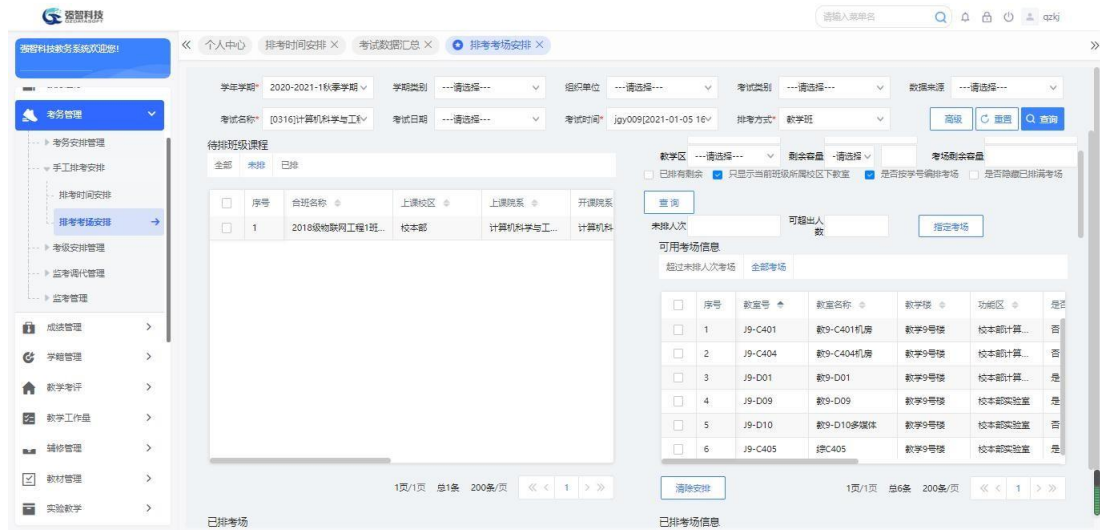 强智科技
QZDATASOFT
请输入菜单名
qzkj
强智科技教务系统欢迎您!
个人中心 排考时间安排 考试数据汇总 排考考场安排
考务管理
考务安排管理
手工排考安排
排考时间安排
排考考场安排
考级安排管理
监考调代管理
监考管理
成绩管理
学籍管理
教学考评
教学工作量
辅修管理
教材管理
实验教学
学年学期* 2020-2021-1秋季学期 学期类别 ---请选择--- 组织单位 ---请选择--- 考试类别 ---请选择--- 数据来源 ---请选择---
考试名称* [0316]计算机科学与工 考试日期 ---请选择--- 考试时间* jgy009[2021-01-05 16 排考方式* 教学班 高级 重置 查询
待排班级课程
全部 未排 已排
序号 合班名称 上课校区 上课院系 开课院系
1 2018级物联网工程1班... 校本部 计算机科学与工... 计算机科
1页/1页 总1条 200条/页 1
已排考场
教学区 ---请选择--- 剩余容量 -请选择 考场剩余容量
已排有剩余 只显示当前班级所属校区下教室 是否按学号编排考场 是否隐藏已排满考场
查询
未排人次 可超出人数 指定考场
可用考场信息
超过未排人次考场 全部考场
序号 教室号 教室名称 教学楼 功能区 是否
1 J9-C401 教9-C401机房 教学9号楼 校本部计算... 否
2 J9-C404 教9-C404机房 教学9号楼 校本部计算... 否
3 J9-D01 教9-D01 教学9号楼 校本部计算... 是
4 J9-D09 教9-D09 教学9号楼 校本部实验室 是
5 J9-D10 教9-D10多媒体 教学9号楼 校本部实验室 否
6 J9-C405 综C405 教学9号楼 校本部实验室 是
清除安排 1页/1页 总6条 200条/页 1
已排考场信息